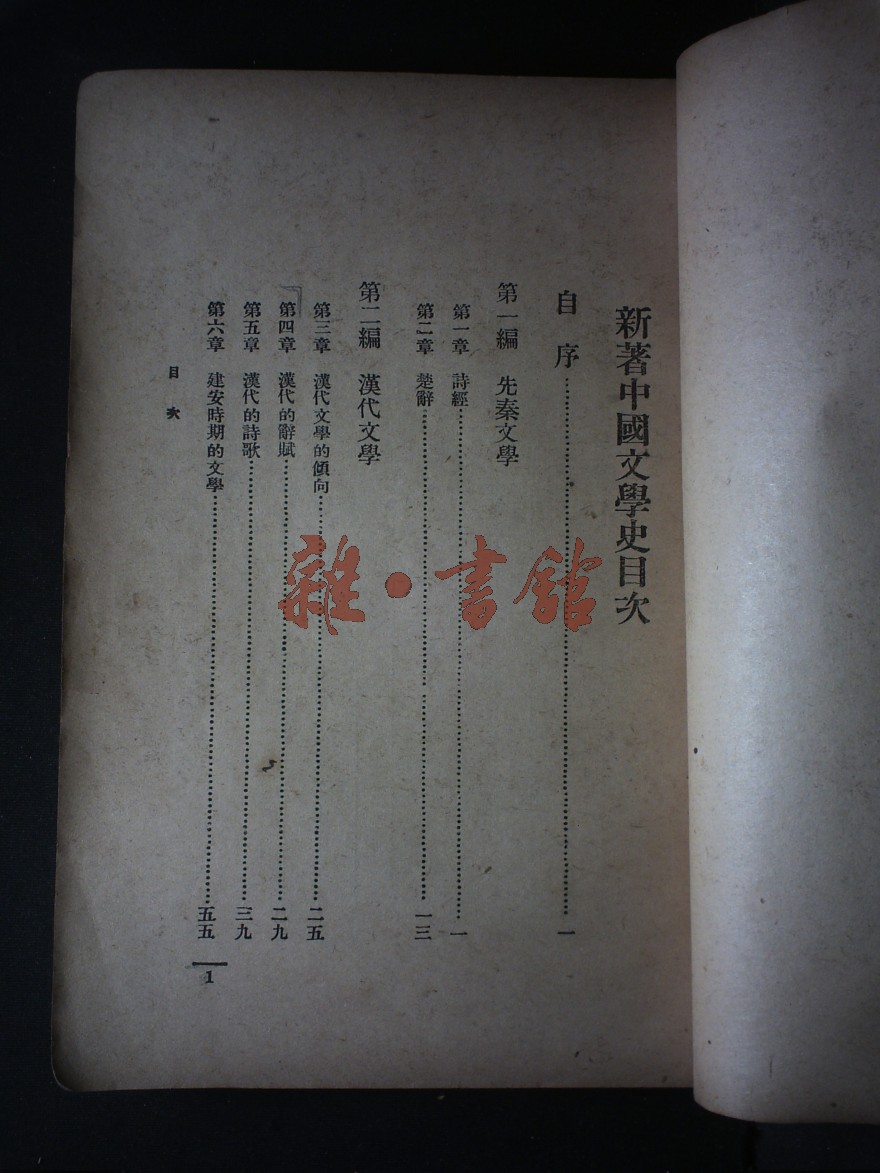 新著中國文學史目次
自序……一
第一編 先秦文學
第一章 詩經……一
第二章 楚辭……一三
第二編 漢代文學
第三章 漢代文學的傾向……二五
第四章 漢代的辭賦……二九
第五章 漢代的詩歌……三九
第六章 建安時期的文學……五五
目次
1
雜·書館